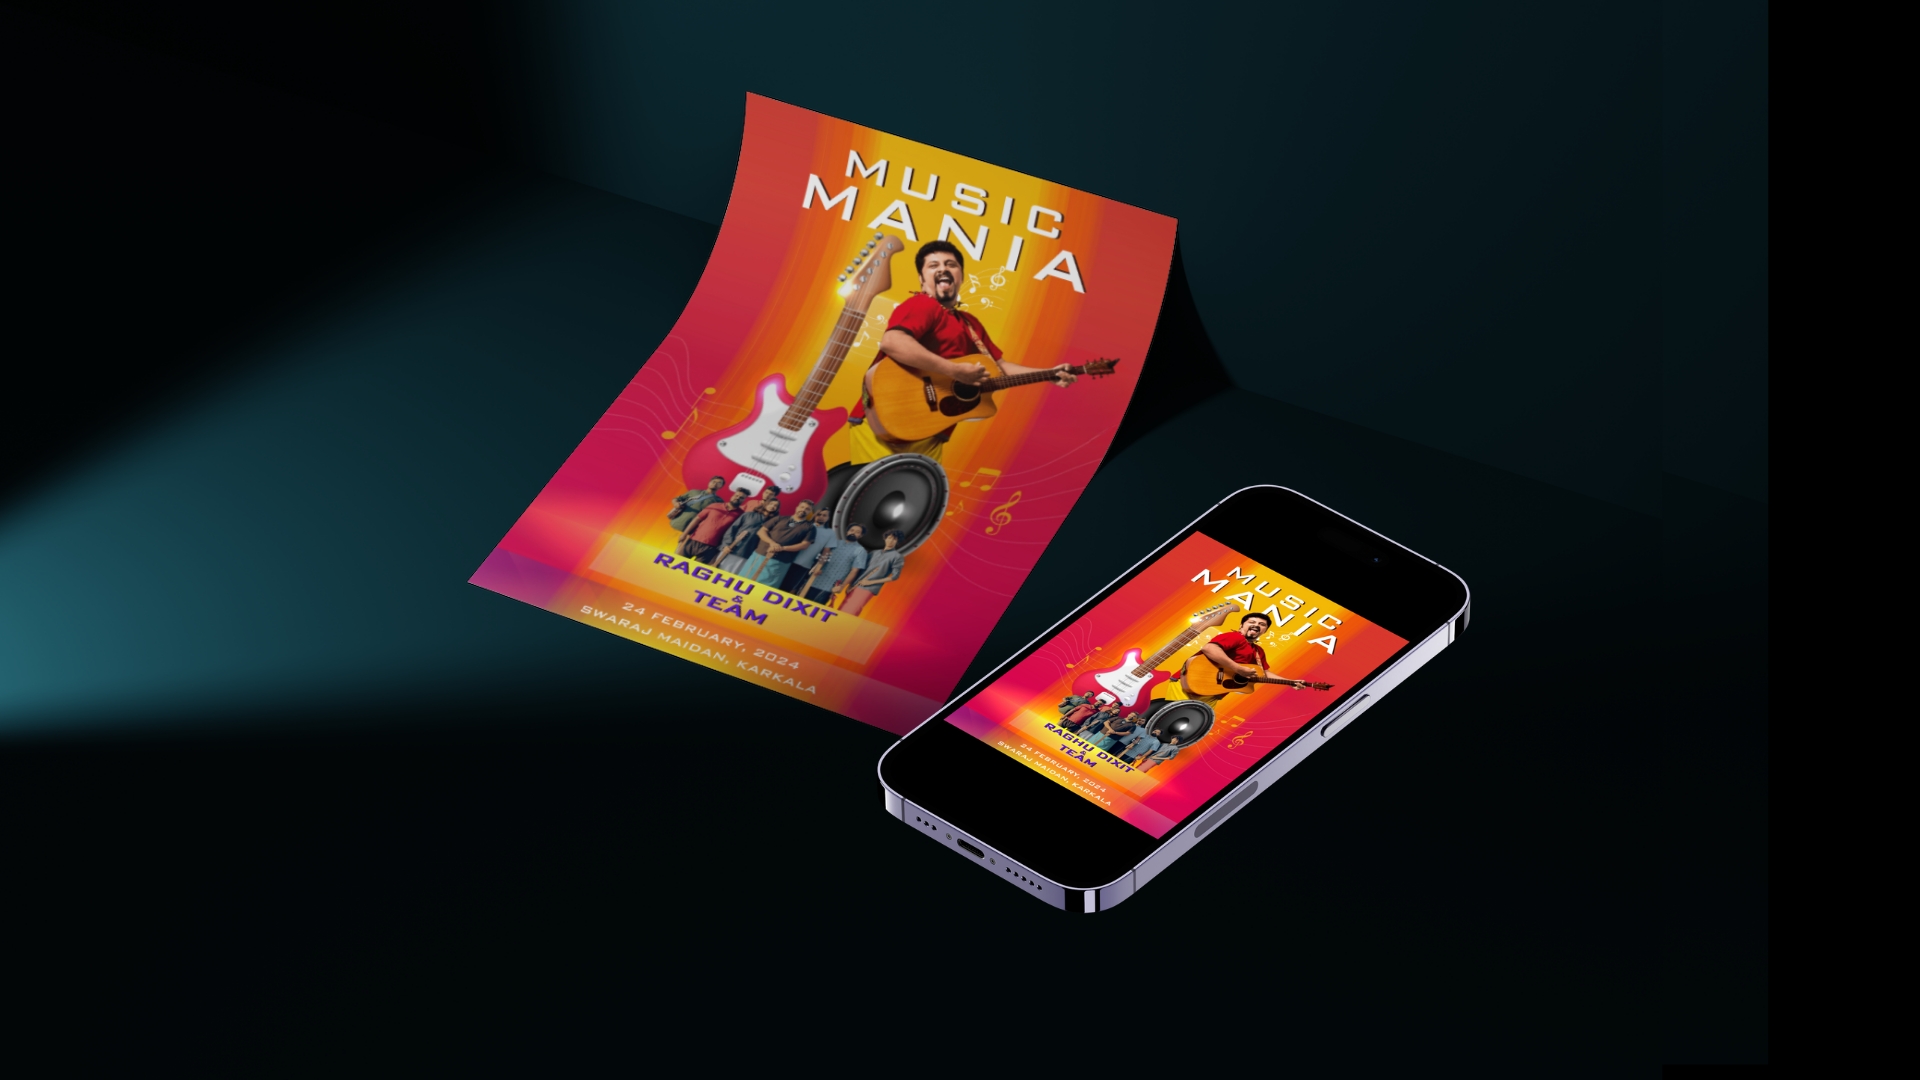 MUSIC
MANIA
RAGHU DIXIT
&
TEAM
24 FEBRUARY, 2024
SWARAJ MAIDAN, KARKALA
MUSIC
MANIA
RAGHU DIXIT
&
TEAM
24 FEBRUARY, 2024
SWARAJ MAIDAN, KARKALA